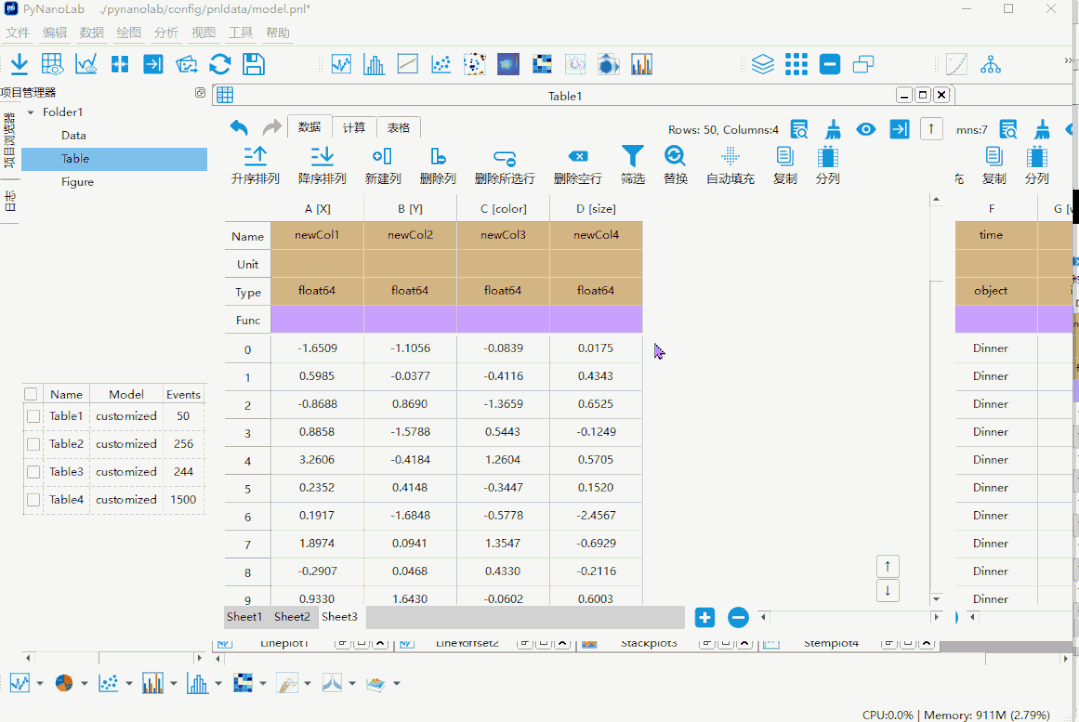 PyNanoLab ./pynanolab/config/pnldata/model.pnl*
文件 编辑 数据 绘图 分析 视图 工具 帮助
项目管理器
项目浏览器
日志
Folder1
Data
Table
Figure
Name Model Events
Table1 customized 50
Table2 customized 256
Table3 customized 244
Table4 customized 1500
Table1
数据 计算 表格
Rows: 50, Columns:4
mns:7
升序排列 降序排列 新建列 删除列 删除所选行 删除空行 筛选 替换 自动填充 复制 分列
充 复制 分列
A [X] B [Y] C [color] D [size]
Name newCol1 newCol2 newCol3 newCol4
Unit
Type float64 float64 float64 float64
Func
0 -1.6509 -1.1056 -0.0839 0.0175
1 0.5985 -0.0377 -0.4116 0.4343
2 -0.8688 0.8690 -1.3659 0.6525
3 0.8858 -1.5788 0.5443 -0.1249
4 3.2606 -0.4184 1.2604 0.5705
5 0.2352 0.4148 -0.3447 0.1520
6 0.1917 -1.6848 -0.5778 -2.4567
7 1.8974 0.0941 1.3547 -0.6929
8 -0.2907 0.0468 0.4330 -0.2116
9 0.9330 1.6430 -0.0602 0.6003
F G [
time
object
Dinner
Dinner
Dinner
Dinner
Dinner
Dinner
Dinner
Dinner
Dinner
Dinner
Sheet1 Sheet2 Sheet3
Lineplot1 LineYoffset2 Stackplot3 Stemplot4
CPU:0.0% | Memory: 911M (2.79%)